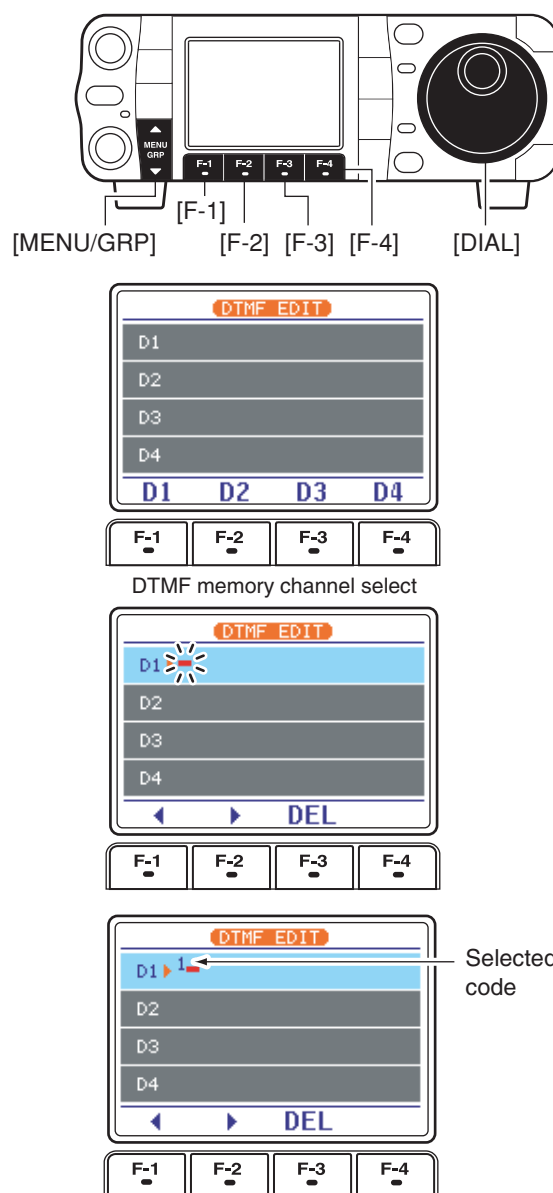 MENU
GRP
F-1 F-2 F-3 F-4
[F-1]
[MENU/GRP] [F-2] [F-3] [F-4] [DIAL]
DTMF EDIT
D1
D2
D3
D4
D1 D2 D3 D4
F-1 F-2 F-3 F-4
DTMF memory channel select
DTMF EDIT
D1
D2
D3
D4
DEL
F-1 F-2 F-3 F-4
DTMF EDIT
D1 1
Selected
code
D2
D3
D4
DEL
F-1 F-2 F-3 F-4